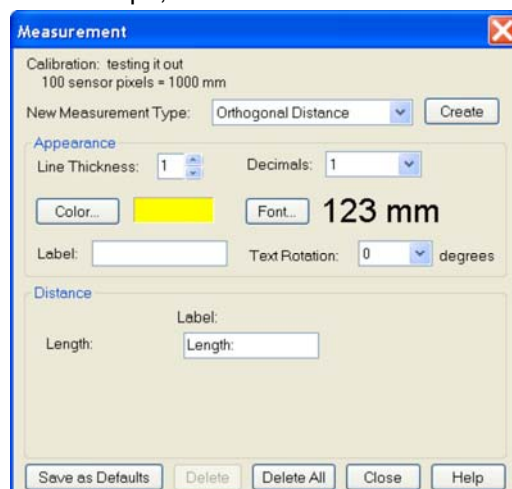 Measurement
Calibration: testing it out
100 sensor pixels = 1000 mm
New Measurement Type: Orthogonal Distance Create
Appearance
Line Thickness: 1 Decimals: 1
Color... Font... 123 mm
Label: Text Rotation: 0 degrees
Distance
Label:
Length: Length:
Save as Defaults Delete Delete All Close Help